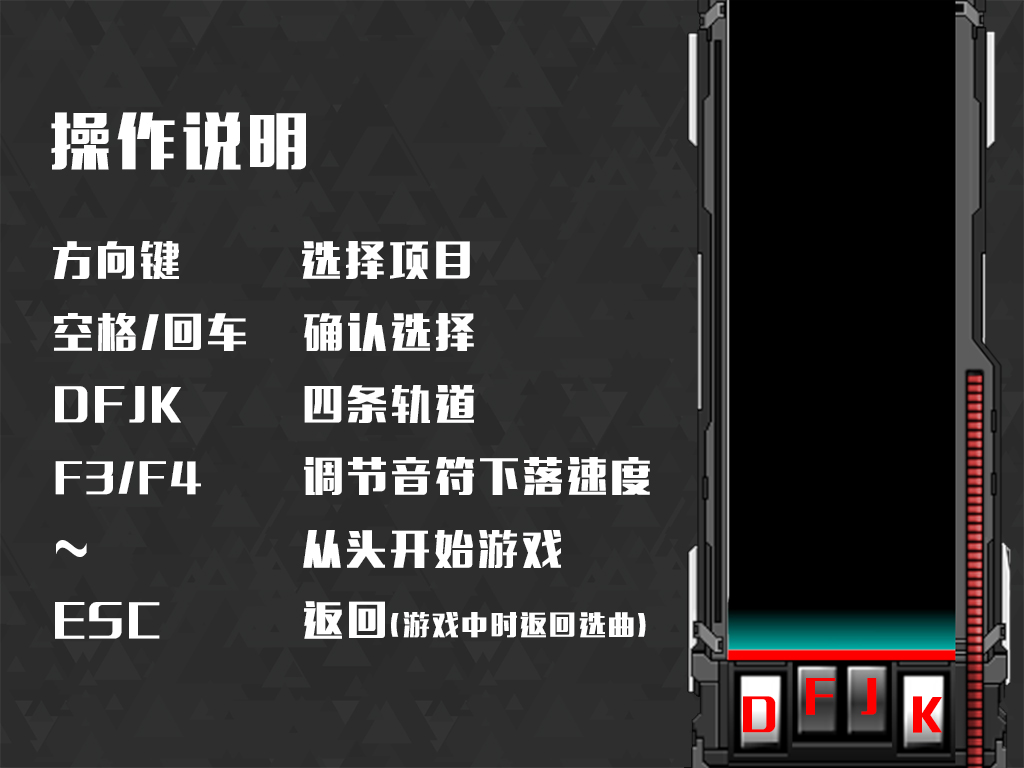 操作说明
方向键 选择项目
空格/回车 确认选择
DFJK 四条轨道
F3/F4 调节音符下落速度
~ 从头开始游戏
ESC 返回(游戏中时返回选曲)
D F J K